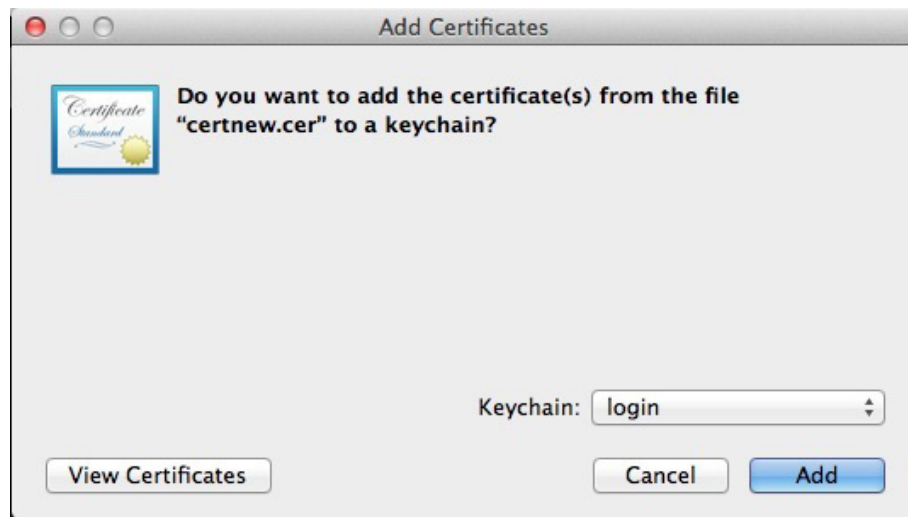 Add Certificates
Certificate
Standard
Do you want to add the certificate(s) from the file
“certnew.cer” to a keychain?
Keychain: login
View Certificates Cancel Add